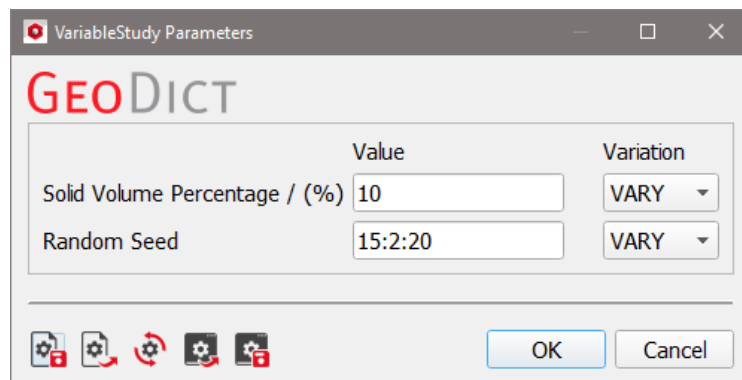 VariableStudy Parameters
GEODICT
Value Variation
Solid Volume Percentage / (%) 10 VARY
Random Seed 15:2:20 VARY
OK Cancel